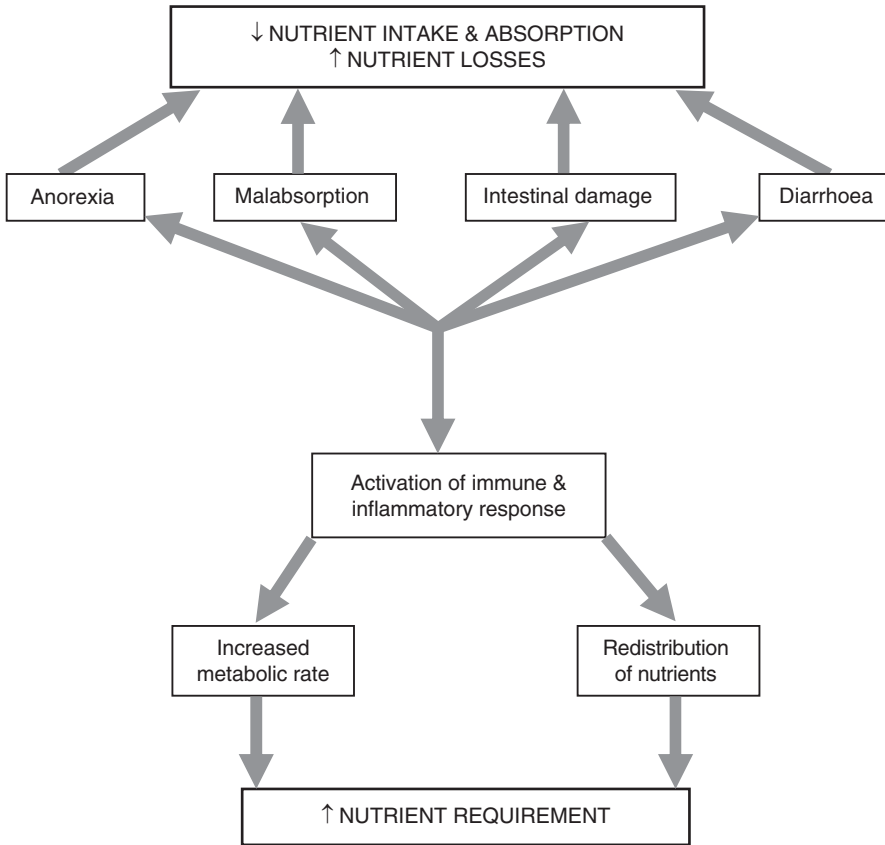 ↓ NUTRIENT INTAKE & ABSORPTION
↑ NUTRIENT LOSSES
Anorexia
Malabsorption
Intestinal damage
Diarrhoea
Activation of immune &
inflammatory response
Increased
metabolic rate
Redistribution
of nutrients
↑ NUTRIENT REQUIREMENT